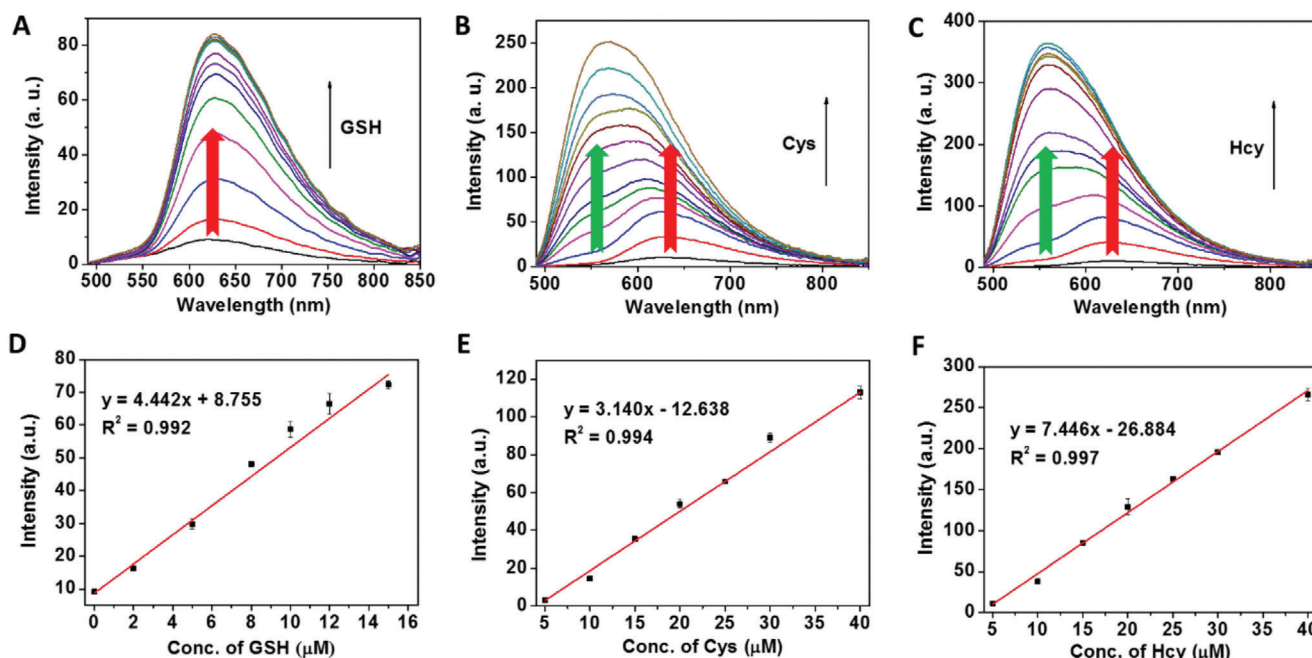 A
Intensity (a. u.)
80
60
40
20
0
GSH
500 550 600 650 700 750 800 850
Wavelength (nm)
B
Intensity (a. u.)
250
200
150
100
50
0
Cys
500 600 700 800
Wavelength (nm)
C
Intensity (a. u.)
400
300
200
100
0
Hcy
500 600 700 800
Wavelength (nm)
D
Intensity (a.u.)
80
70
60
50
40
30
20
10
y = 4.442x + 8.755
R² = 0.992
0 2 4 6 8 10 12 14 16
Conc. of GSH (μM)
E
Intensity (a.u.)
120
100
80
60
40
20
0
y = 3.140x - 12.638
R² = 0.994
5 10 15 20 25 30 35 40
Conc. of Cys (μM)
F
Intensity (a.u.)
300
250
200
150
100
50
0
y = 7.446x - 26.884
R² = 0.997
5 10 15 20 25 30 35 40
Conc. of Hcy (μM)